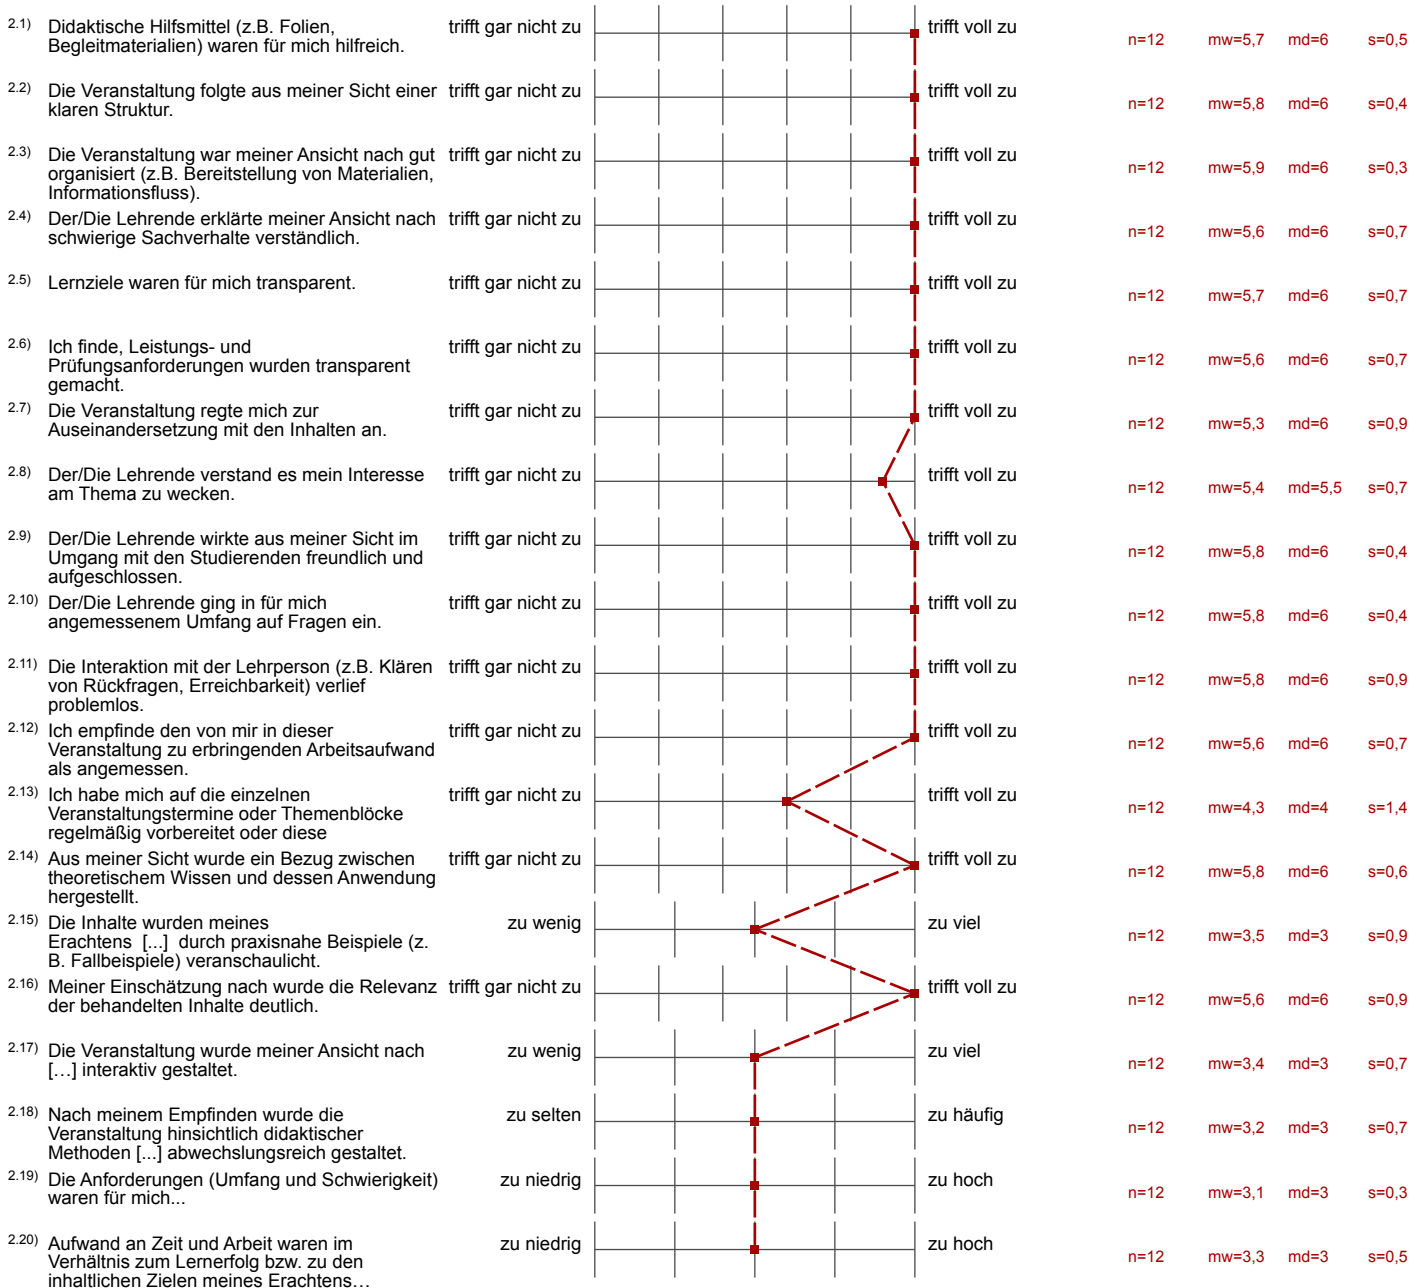 2.1) Didaktische Hilfsmittel (z.B. Folien, trifft gar nicht zu trifft voll zu n=12 mw=5,7 md=6 s=0,5
Begleitmaterialien) waren für mich hilfreich.
2.2) Die Veranstaltung folgte aus meiner Sicht einer trifft gar nicht zu trifft voll zu n=12 mw=5,8 md=6 s=0,4
klaren Struktur.
2.3) Die Veranstaltung war meiner Ansicht nach gut trifft gar nicht zu trifft voll zu n=12 mw=5,9 md=6 s=0,3
organisiert (z.B. Bereitstellung von Materialien,
Informationsfluss).
2.4) Der/Die Lehrende erklärte meiner Ansicht nach trifft gar nicht zu trifft voll zu n=12 mw=5,6 md=6 s=0,7
schwierige Sachverhalte verständlich.
2.5) Lernziele waren für mich transparent. trifft gar nicht zu trifft voll zu n=12 mw=5,7 md=6 s=0,7
2.6) Ich finde, Leistungs- und trifft gar nicht zu trifft voll zu n=12 mw=5,6 md=6 s=0,7
Prüfungsanforderungen wurden transparent
gemacht.
2.7) Die Veranstaltung regte mich zur trifft gar nicht zu trifft voll zu n=12 mw=5,3 md=6 s=0,9
Auseinandersetzung mit den Inhalten an.
2.8) Der/Die Lehrende verstand es mein Interesse trifft gar nicht zu trifft voll zu n=12 mw=5,4 md=5,5 s=0,7
am Thema zu wecken.
2.9) Der/Die Lehrende wirkte aus meiner Sicht im trifft gar nicht zu trifft voll zu n=12 mw=5,8 md=6 s=0,4
Umgang mit den Studierenden freundlich und
aufgeschlossen.
2.10) Der/Die Lehrende ging in für mich trifft gar nicht zu trifft voll zu n=12 mw=5,8 md=6 s=0,4
angemessenem Umfang auf Fragen ein.
2.11) Die Interaktion mit der Lehrperson (z.B. Klären trifft gar nicht zu trifft voll zu n=12 mw=5,8 md=6 s=0,9
von Rückfragen, Erreichbarkeit) verlief
problemlos.
2.12) Ich empfinde den von mir in dieser trifft gar nicht zu trifft voll zu n=12 mw=5,6 md=6 s=0,7
Veranstaltung zu erbringenden Arbeitsaufwand
als angemessen.
2.13) Ich habe mich auf die einzelnen trifft gar nicht zu trifft voll zu n=12 mw=4,3 md=4 s=1,4
Veranstaltungstermine oder Themenblöcke
regelmäßig vorbereitet oder diese
2.14) Aus meiner Sicht wurde ein Bezug zwischen trifft gar nicht zu trifft voll zu n=12 mw=5,8 md=6 s=0,6
theoretischem Wissen und dessen Anwendung
hergestellt.
2.15) Die Inhalte wurden meines zu wenig zu viel n=12 mw=3,5 md=3 s=0,9
Erachtens [...] durch praxisnahe Beispiele (z.
B. Fallbeispiele) veranschaulicht.
2.16) Meiner Einschätzung nach wurde die Relevanz trifft gar nicht zu trifft voll zu n=12 mw=5,6 md=6 s=0,9
der behandelten Inhalte deutlich.
2.17) Die Veranstaltung wurde meiner Ansicht nach zu wenig zu viel n=12 mw=3,4 md=3 s=0,7
[…] interaktiv gestaltet.
2.18) Nach meinem Empfinden wurde die zu selten zu häufig n=12 mw=3,2 md=3 s=0,7
Veranstaltung hinsichtlich didaktischer
Methoden [...] abwechslungsreich gestaltet.
2.19) Die Anforderungen (Umfang und Schwierigkeit) zu niedrig zu hoch n=12 mw=3,1 md=3 s=0,3
waren für mich...
2.20) Aufwand an Zeit und Arbeit waren im zu niedrig zu hoch n=12 mw=3,3 md=3 s=0,5
Verhältnis zum Lernerfolg bzw. zu den
inhaltlichen Zielen meines Erachtens…